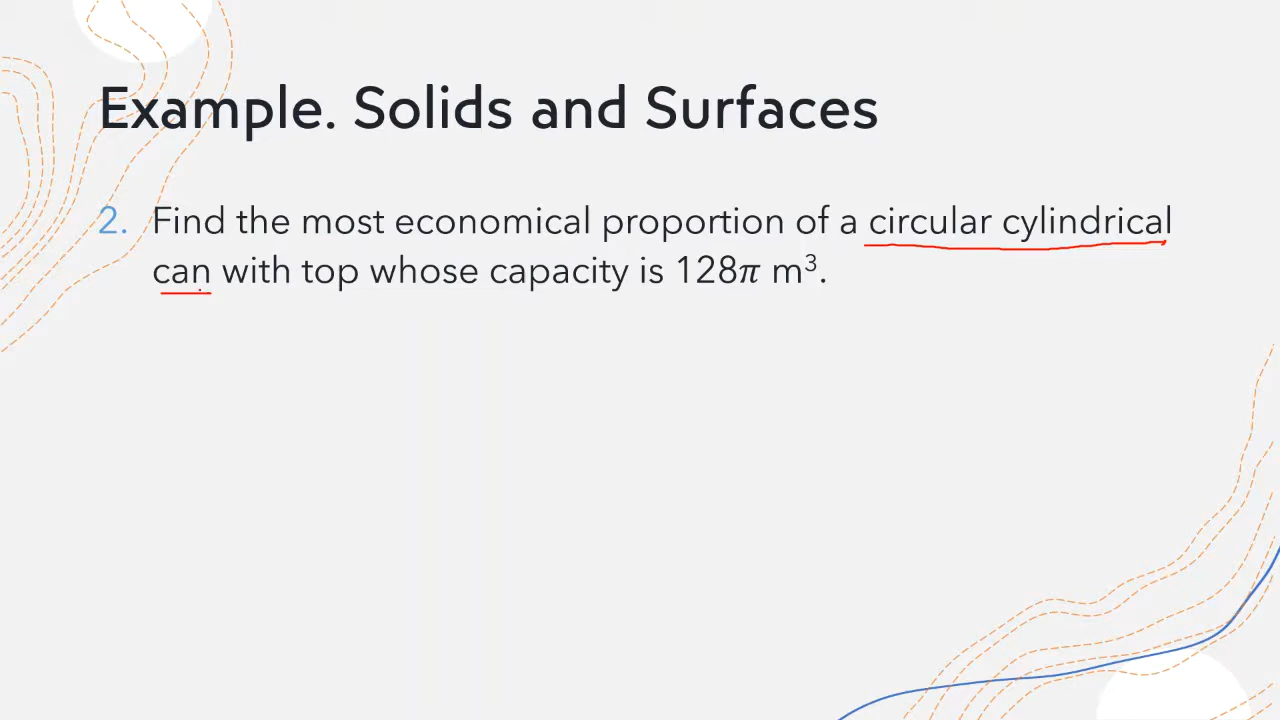 Example. Solids and Surfaces
2. Find the most economical proportion of a circular cylindrical
can with top whose capacity is 128𝜋 m³.